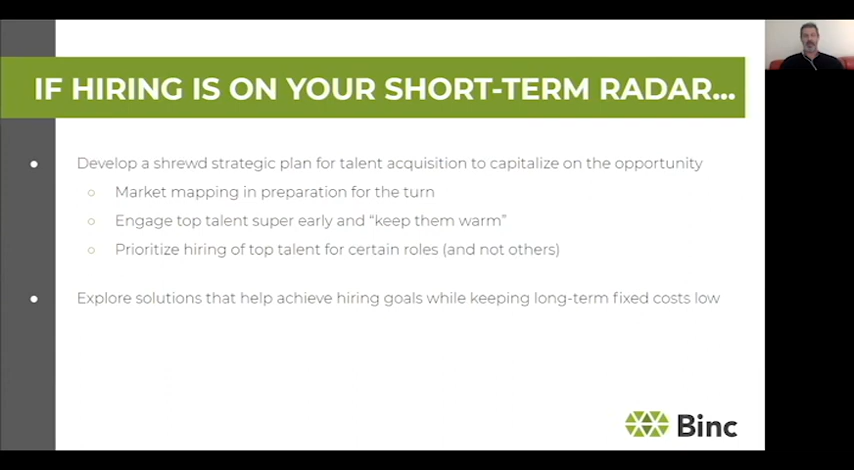 IF HIRING IS ON YOUR SHORT-TERM RADAR...
● Develop a shrewd strategic plan for talent acquisition to capitalize on the opportunity
○ Market mapping in preparation for the turn
○ Engage top talent super early and “keep them warm”
○ Prioritize hiring of top talent for certain roles (and not others)
● Explore solutions that help achieve hiring goals while keeping long-term fixed costs low
Binc